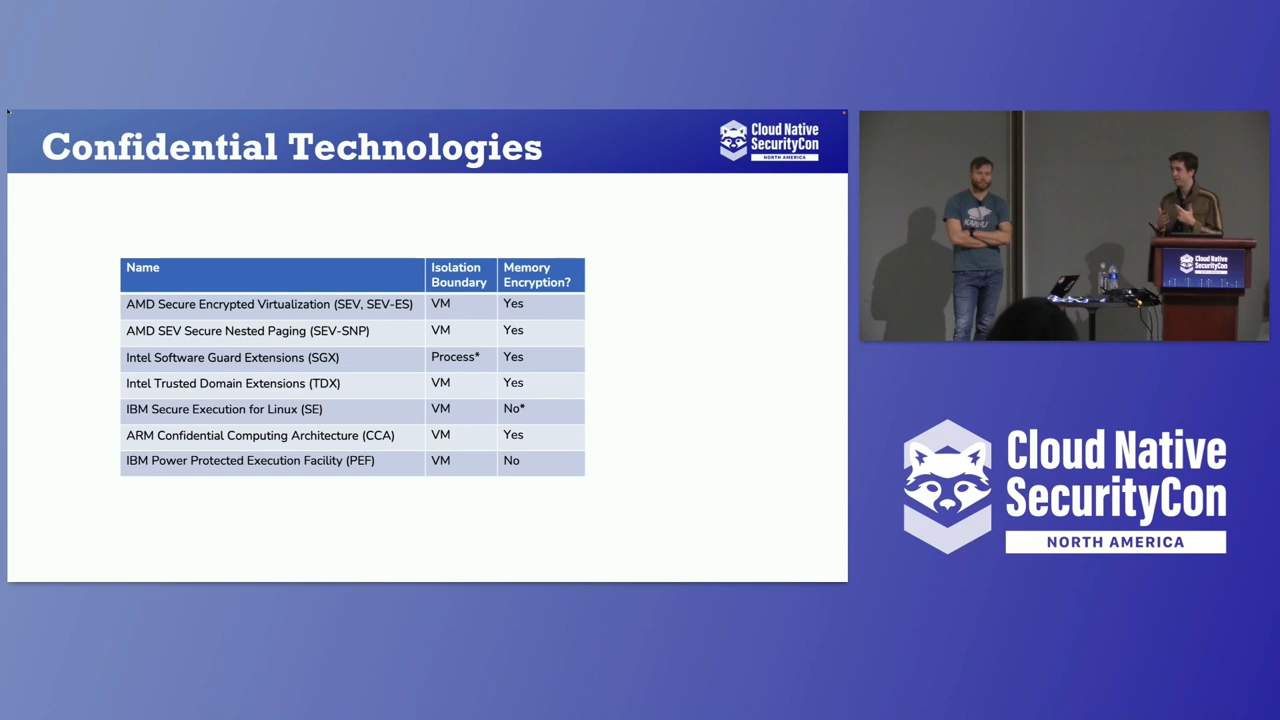 Confidential Technologies
Cloud Native
SecurityCon
NORTH AMERICA
Name Isolation Boundary Memory Encryption?
AMD Secure Encrypted Virtualization (SEV, SEV-ES) VM Yes
AMD SEV Secure Nested Paging (SEV-SNP) VM Yes
Intel Software Guard Extensions (SGX) Process* Yes
Intel Trusted Domain Extensions (TDX) VM Yes
IBM Secure Execution for Linux (SE) VM No*
ARM Confidential Computing Architecture (CCA) VM Yes
IBM Power Protected Execution Facility (PEF) VM No
KARHU
Cloud Native
SecurityCon
Cloud Native
SecurityCon
NORTH AMERICA